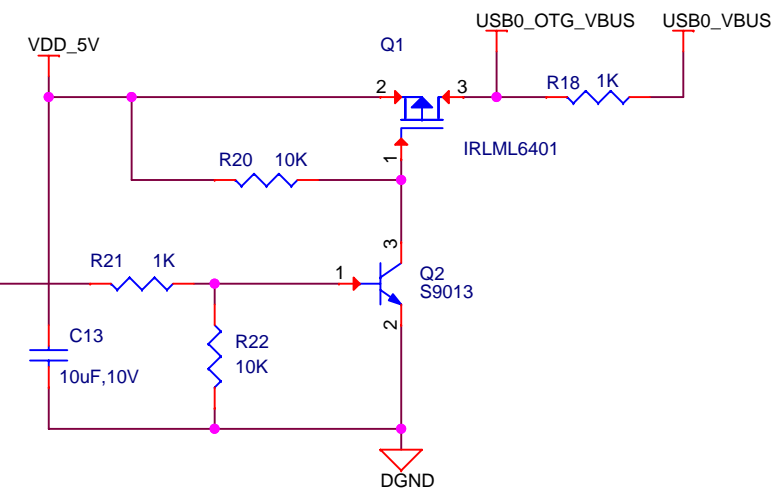 USB0_OTG_VBUS USB0_VBUS
VDD_5V Q1
2 3 R18 1K
1 IRLML6401
R20 10K
3
R21 1K 1 Q2
S9013
2
C13 R22
10uF,10V 10K
DGND